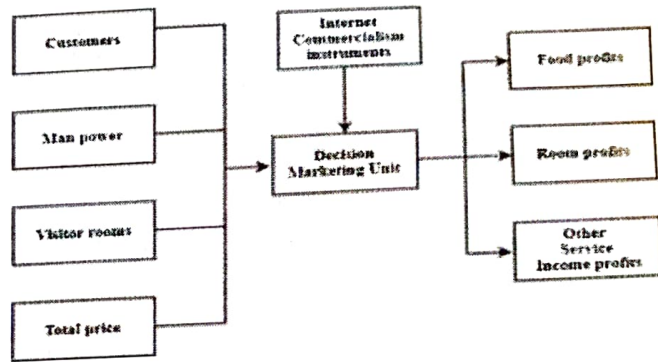 Customers
Man power
Visitor rooms
Total price
Internet
Commercialism
instruments
Decision
Marketing Unit
Food profits
Room profits
Other
Service
Income profits